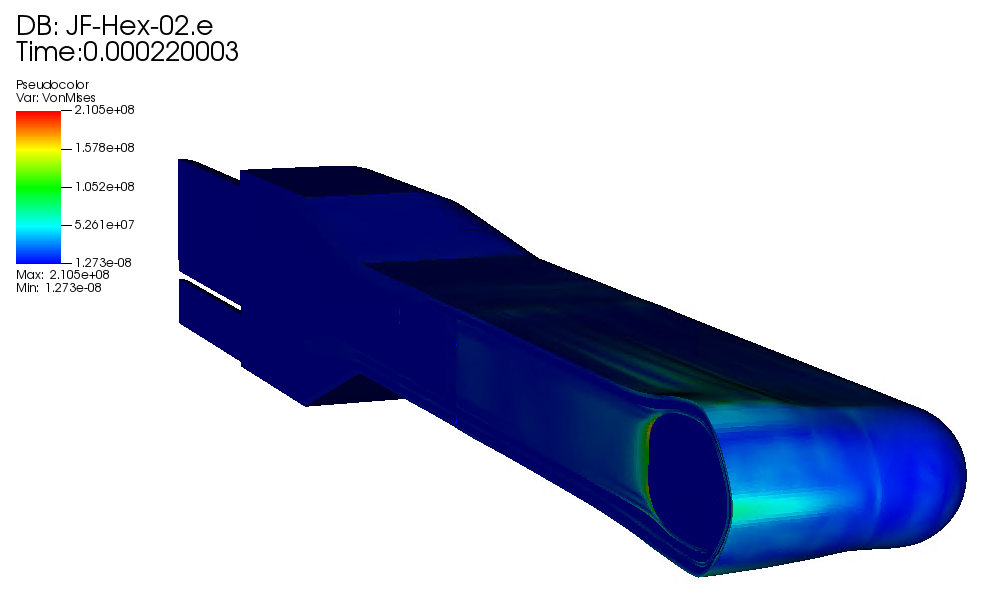 DB: JF-Hex-02.e
Time:0.000220003
Pseudocolor
Var: VonMises
2.105e+08
1.578e+08
1.052e+08
5.261e+07
1.273e-08
Max: 2.105e+08
Min: 1.273e-08